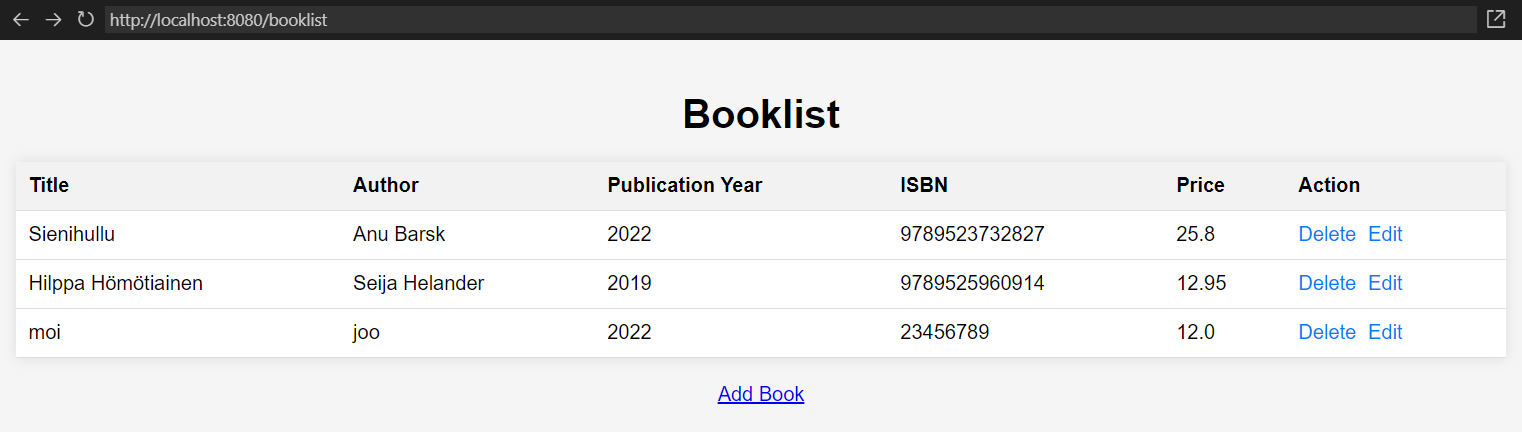 http://localhost:8080/booklist
Booklist
Title Author Publication Year ISBN Price Action
Sienihullu Anu Barsk 2022 9789523732827 25.8 Delete Edit
Hilppa Hömötiainen Seija Helander 2019 9789525960914 12.95 Delete Edit
moi joo 2022 23456789 12.0 Delete Edit
Add Book